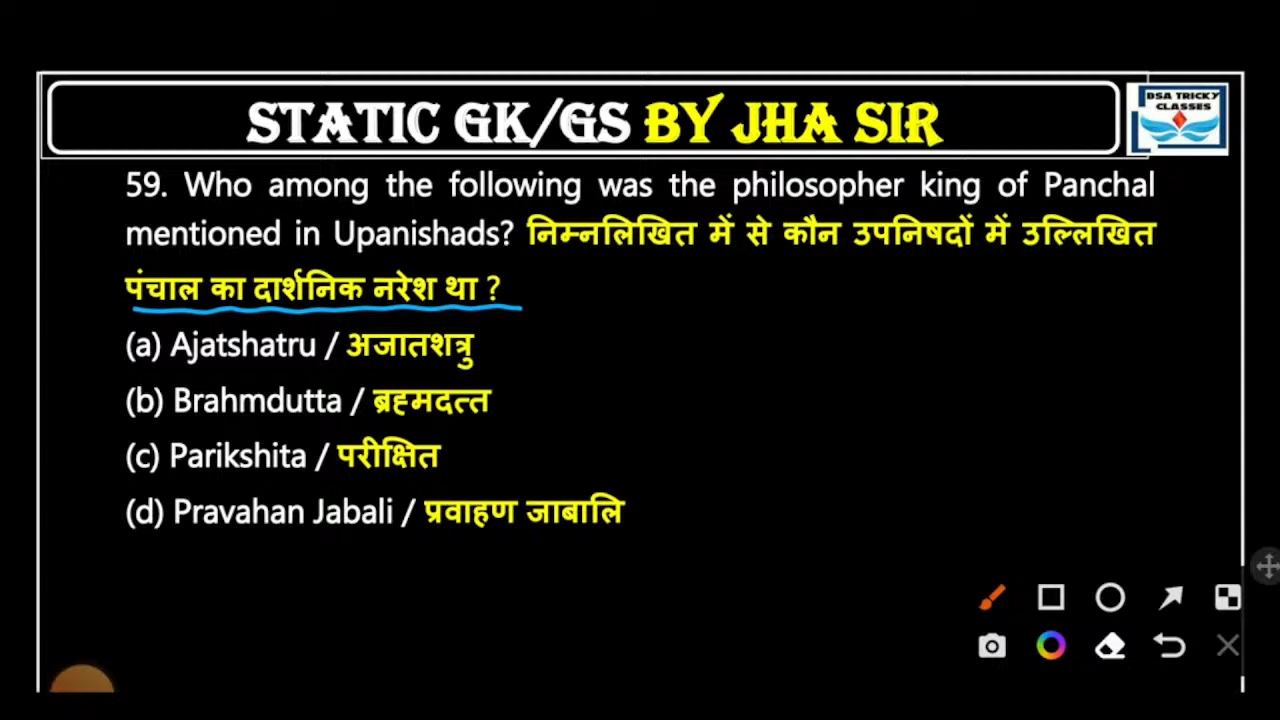 STATIC GK/GS BY JHA SIR
DSA TRICKY
CLASSES
59. Who among the following was the philosopher king of Panchal
mentioned in Upanishads? निम्नलिखित में से कौन उपनिषदों में उल्लिखित
पंचाल का दार्शनिक नरेश था ?
(a) Ajatshatru / अजातशत्रु
(b) Brahmdutta / ब्रह्मदत्त
(c) Parikshita / परीक्षित
(d) Pravahan Jabali / प्रवाहण जाबालि